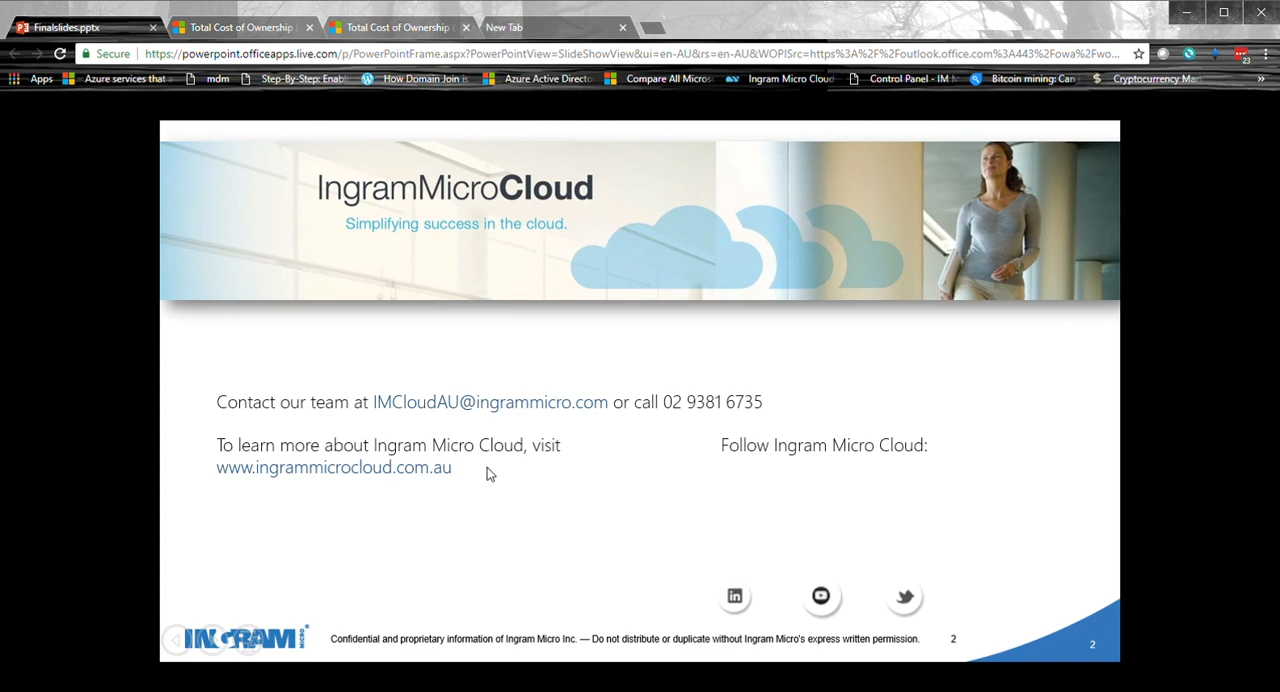 Finalslides.pptx
Total Cost of Ownership
Total Cost of Ownership
New Tab
Secure
https://powerpoint.officeapps.live.com/p/PowerPointFrame.aspx?PowerPointView=SlideShowView&ui=en-AU&rs=en-AU&WOPISrc=https%3A%2F%2Foutlook.office.com%3A443%2Fowa%2Fwo...
Apps
Azure services that
mdm
Step-By-Step: Enabli
How Domain Join is
Azure Active Directo
Compare All Micros
Ingram Micro Cloud
Control Panel - IM
Bitcoin mining: Can
Cryptocurrency Mar
»
23
IngramMicroCloud
Simplifying success in the cloud.
Contact our team at IMCloudAU@ingrammicro.com or call 02 9381 6735
To learn more about Ingram Micro Cloud, visit
www.ingrammicrocloud.com.au
Follow Ingram Micro Cloud:
in
INGRAM MICRO
Confidential and proprietary information of Ingram Micro Inc. — Do not distribute or duplicate without Ingram Micro's express written permission.
2
2